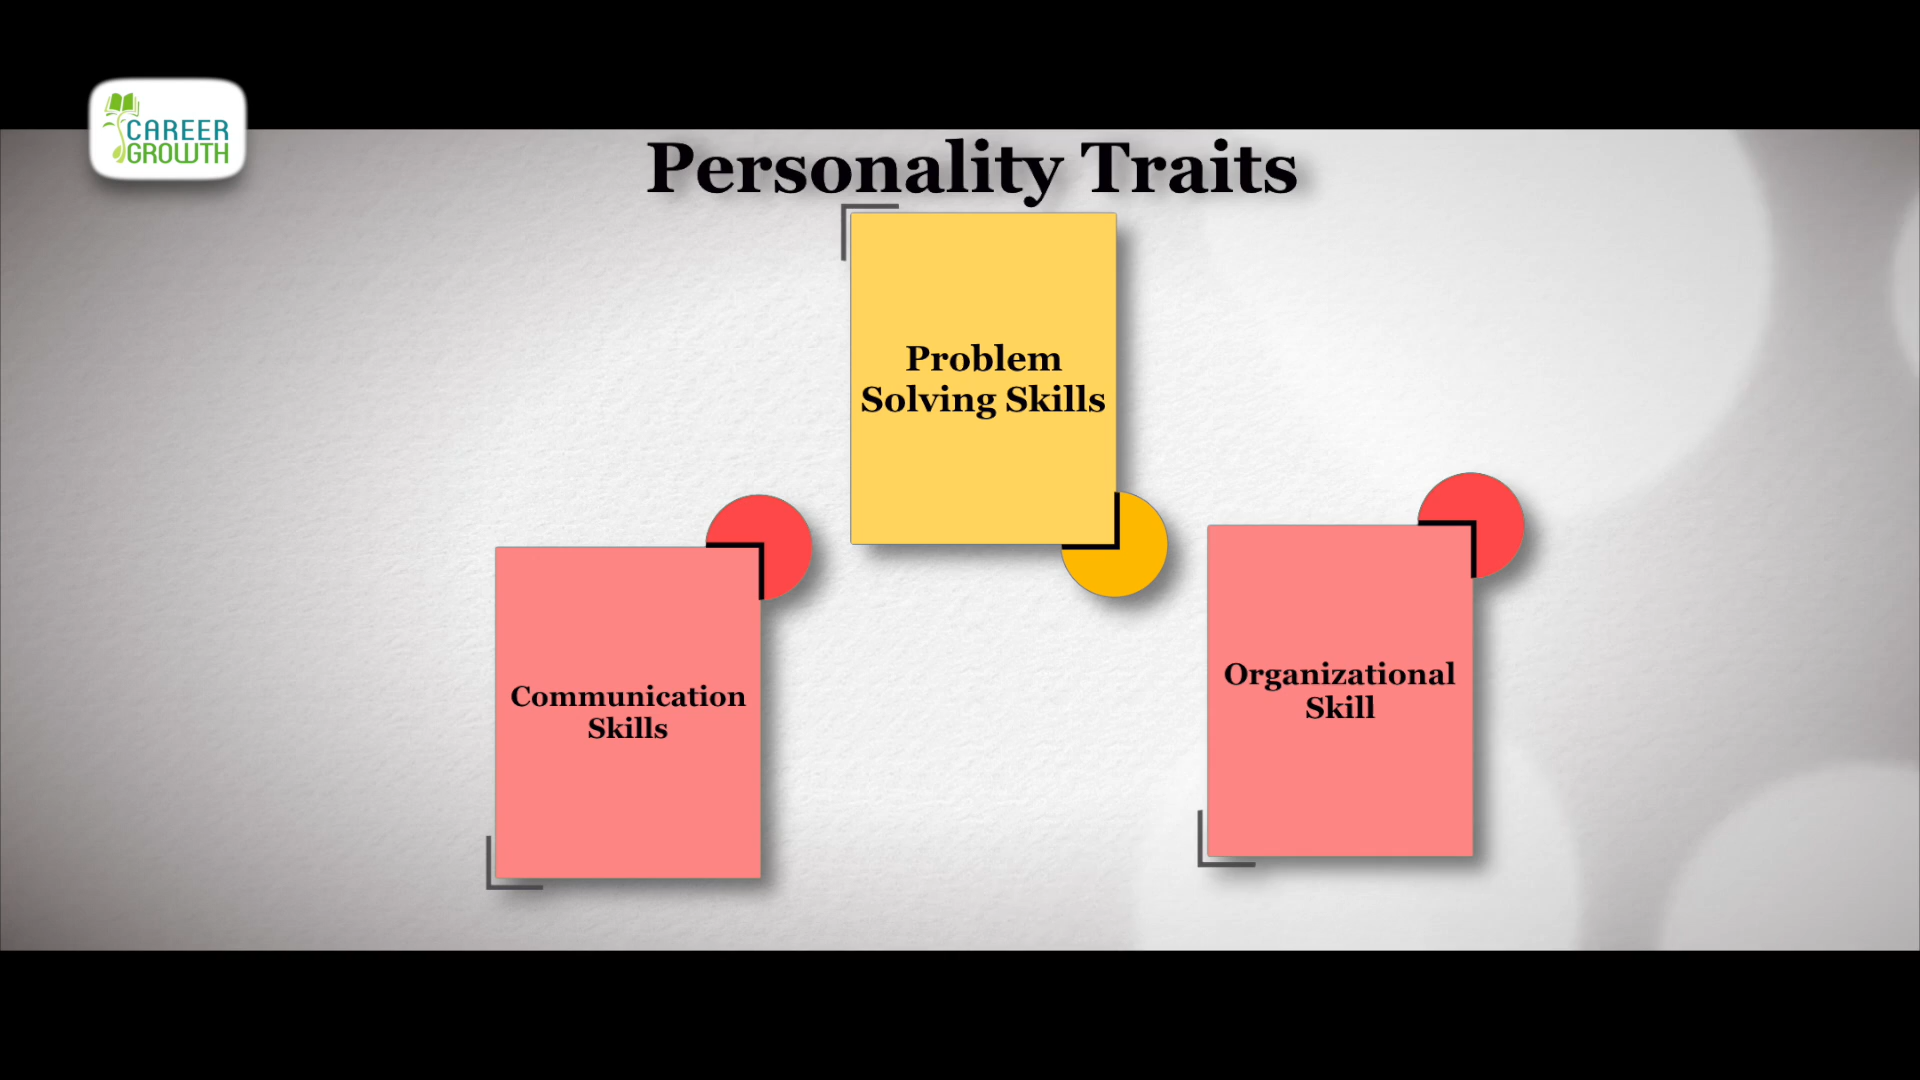 CAREER
GROWTH
Personality Traits
Problem
Solving Skills
Communication
Skills
Organizational
Skill